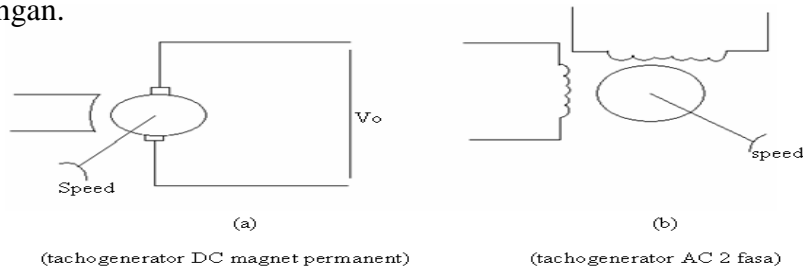 ngan.
Vo
Speed
speed
(a)
(b)
(tachogenerator DC magnet permanent)
(tachogenerator AC 2 fasa)